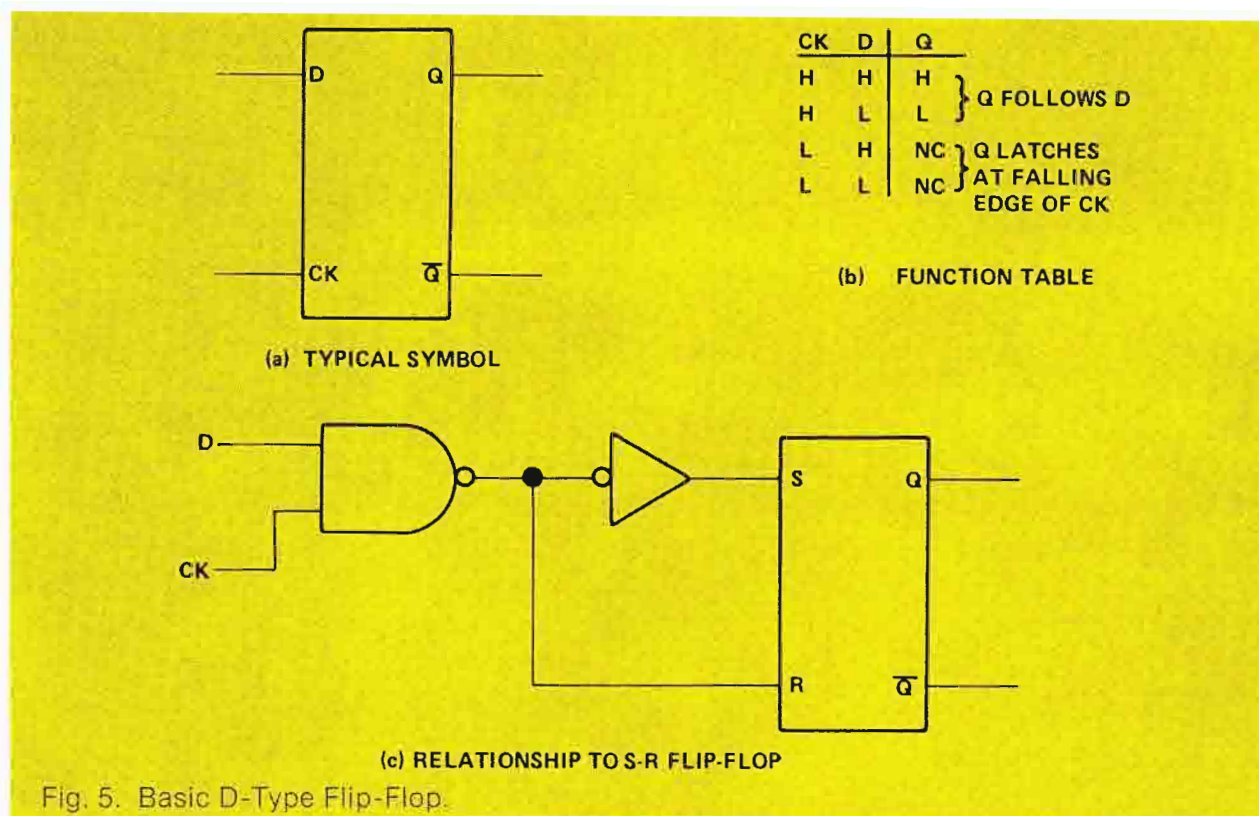 D Q
CK Q̅
(a) TYPICAL SYMBOL
CK D Q
H H H
H L L
Q FOLLOWS D
L H NC
L L NC
Q LATCHES
AT FALLING
EDGE OF CK
(b) FUNCTION TABLE
D
CK
S Q
R Q̅
(c) RELATIONSHIP TO S-R FLIP-FLOP
Fig. 5. Basic D-Type Flip-Flop.